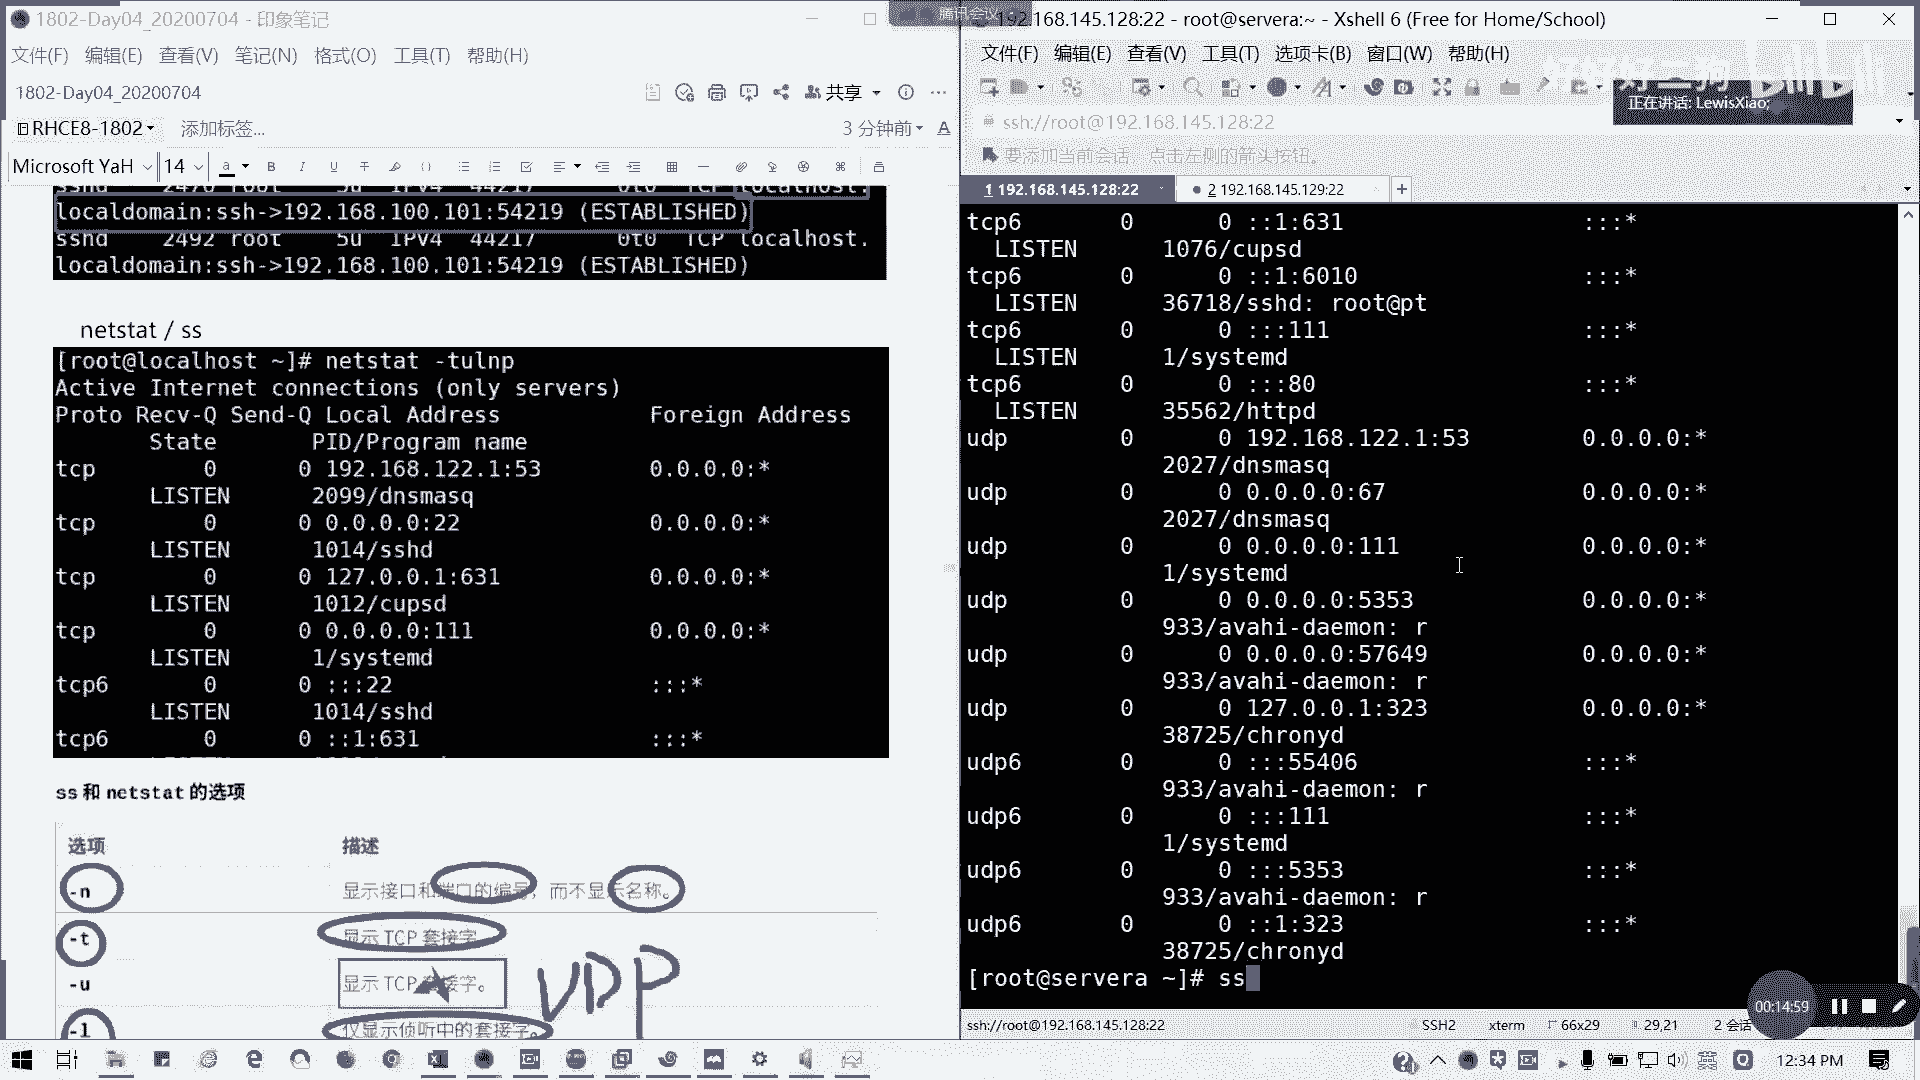 1802-Day04_20200704 - 印象笔记
文件(F) 编辑(E) 查看(V) 笔记(N) 格式(O) 工具(T) 帮助(H)
1802-Day04_20200704
共享
RHCE8-1802
添加标签...
3 分钟前
Microsoft YaH
14
localdomain:ssh->192.168.100.101:54219 (ESTABLISHED)
sshd 2492 root 5u IPv4 44217 0t0 TCP localhost.
localdomain:ssh->192.168.100.101:54219 (ESTABLISHED)
netstat / ss
[root@localhost ~]# netstat -tulnp
Active Internet connections (only servers)
Proto Recv-Q Send-Q Local Address Foreign Address
State PID/Program name
tcp 0 0 192.168.122.1:53 0.0.0.0:*
LISTEN 2099/dnsmasq
tcp 0 0 0.0.0.0:22 0.0.0.0:*
LISTEN 1014/sshd
tcp 0 0 127.0.0.1:631 0.0.0.0:*
LISTEN 1012/cupsd
tcp 0 0 0.0.0.0:111 0.0.0.0:*
LISTEN 1/systemd
tcp6 0 0 :::22 :::*
LISTEN 1014/sshd
tcp6 0 0 ::1:631 :::*
ss 和 netstat 的选项
选项 描述
-n 显示接口和端口的编号，而不显示名称。
-t 显示 TCP 套接字
-u 显示 TCP 套接字。
UDP
-l 仅显示侦听中的套接字。
腾讯会议
192.168.145.128:22 - root@servera:~ - Xshell 6 (Free for Home/School)
文件(F) 编辑(E) 查看(V) 工具(T) 选项卡(B) 窗口(W) 帮助(H)
正在讲话: LewisXiao;
ssh://root@192.168.145.128:22
要添加当前会话，点击左侧的箭头按钮。
1 192.168.145.128:22
2 192.168.145.129:22
tcp6 0 0 ::1:631 :::*
LISTEN 1076/cupsd
tcp6 0 0 ::1:6010 :::*
LISTEN 36718/sshd: root@pt
tcp6 0 0 :::111 :::*
LISTEN 1/systemd
tcp6 0 0 :::80 :::*
LISTEN 35562/httpd
udp 0 0 192.168.122.1:53 0.0.0.0:*
2027/dnsmasq
udp 0 0 0.0.0.0:67 0.0.0.0:*
2027/dnsmasq
udp 0 0 0.0.0.0:111 0.0.0.0:*
1/systemd
udp 0 0 0.0.0.0:5353 0.0.0.0:*
933/avahi-daemon: r
udp 0 0 0.0.0.0:57649 0.0.0.0:*
933/avahi-daemon: r
udp 0 0 127.0.0.1:323 0.0.0.0:*
38725/chronyd
udp6 0 0 :::55406 :::*
933/avahi-daemon: r
udp6 0 0 :::111 :::*
1/systemd
udp6 0 0 :::5353 :::*
933/avahi-daemon: r
udp6 0 0 ::1:323 :::*
38725/chronyd
[root@servera ~]# ss
00:14:59
ssh://root@192.168.145.128:22 SSH2 xterm 66x29 29,21 2 会话
英
12:34 PM